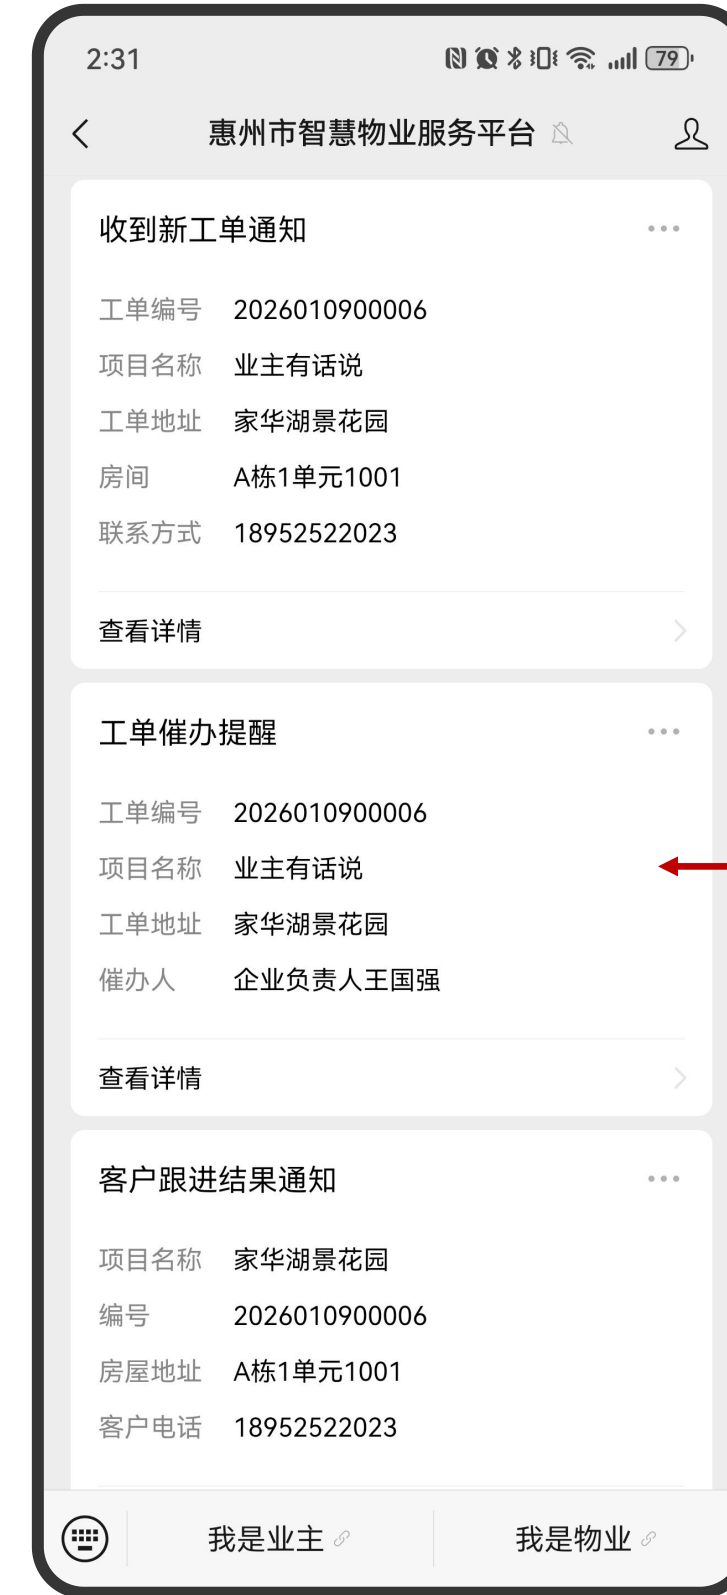 2:31 79
惠州市智慧物业服务平台
收到新工单通知
工单编号 2026010900006
项目名称 业主有话说
工单地址 家华湖景花园
房间 A栋1单元1001
联系方式 18952522023
查看详情
工单催办提醒
工单编号 2026010900006
项目名称 业主有话说
工单地址 家华湖景花园
催办人 企业负责人王国强
查看详情
客户跟进结果通知
项目名称 家华湖景花园
编号 2026010900006
房屋地址 A栋1单元1001
客户电话 18952522023
我是业主 我是物业